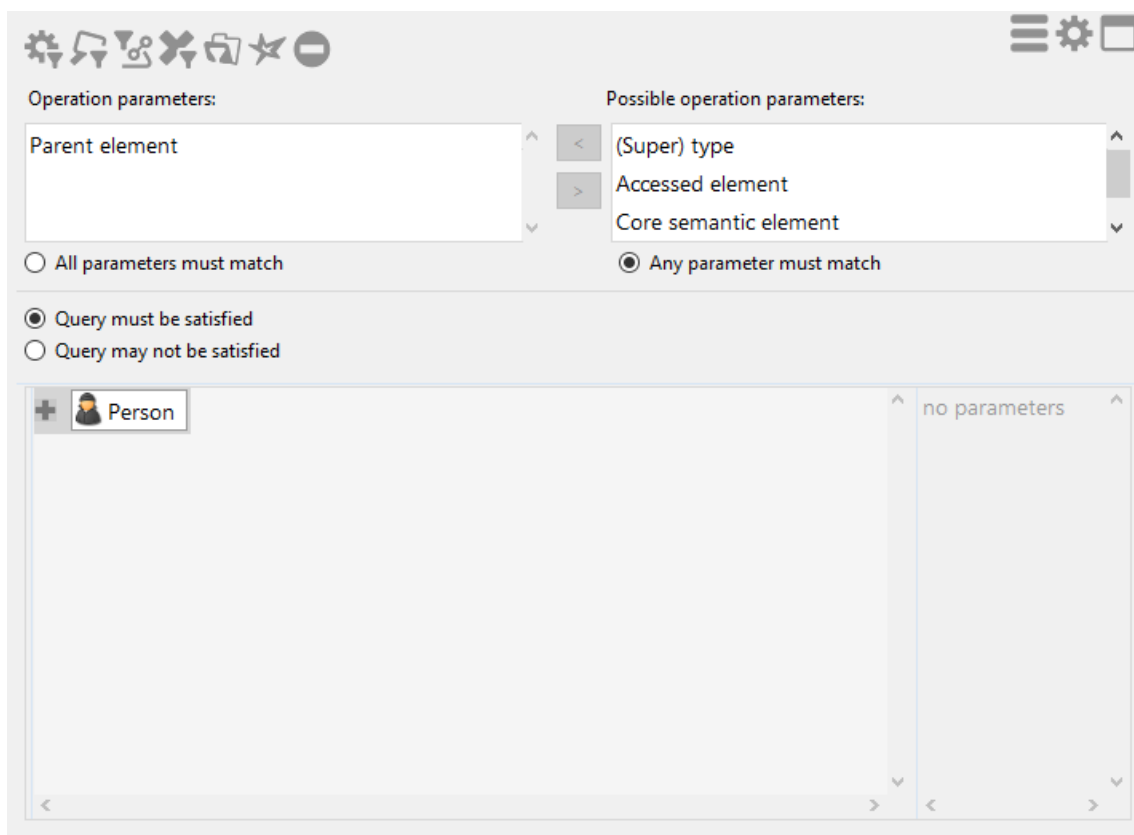 Operation parameters:
Possible operation parameters:
Parent element
<
(Super) type
>
Accessed element
Core semantic element
All parameters must match
Any parameter must match
Query must be satisfied
Query may not be satisfied
Person
no parameters